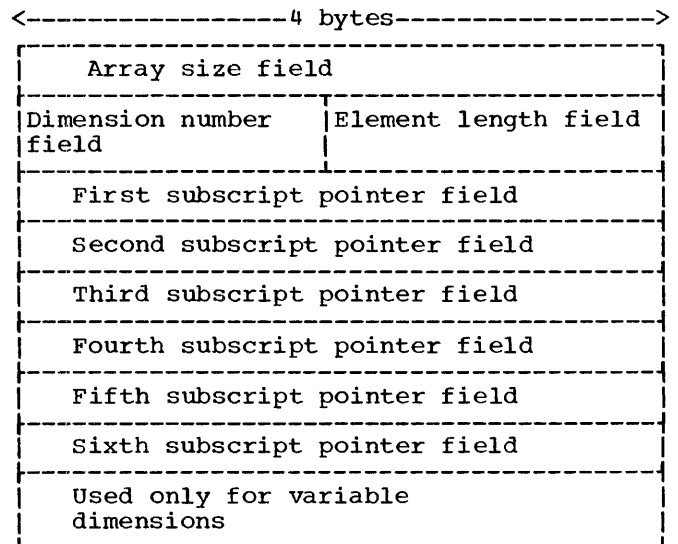 4 bytes
Array size field
Dimension number Element length field
field
First subscript pointer field
Second subscript pointer field
Third subscript pointer field
Fourth subscript pointer field
Fifth subscript pointer field
Sixth subscript pointer field
Used only for variable
dimensions